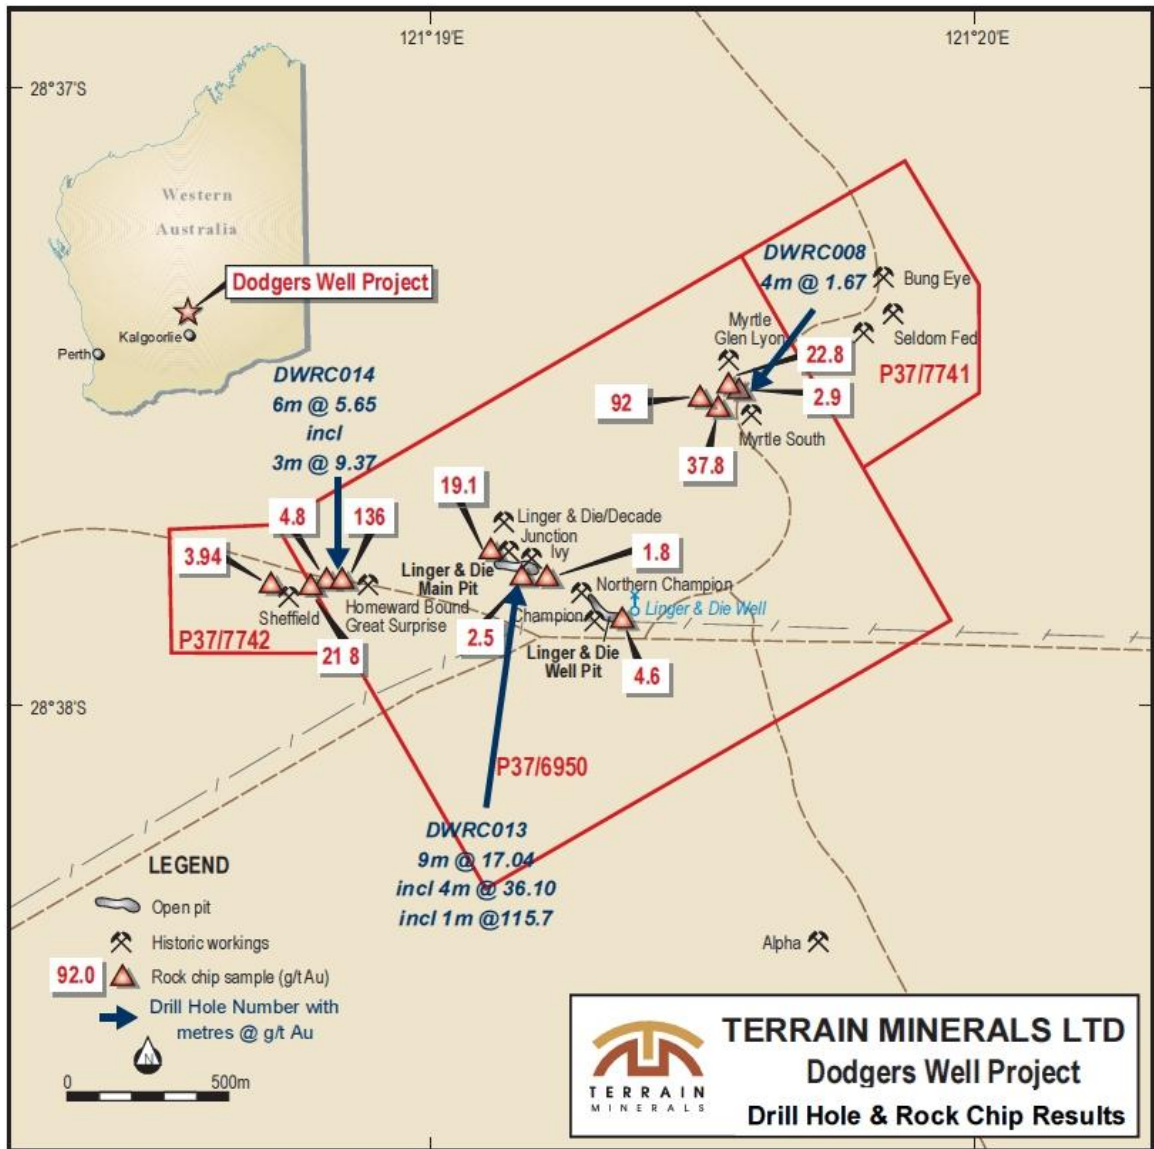 121°19'E
121°20'E
28°37'S
Western
Australia
Dodgers Well Project
Kalgoorlie
Perth
DWRC008
4m @ 1.67
Bung Eye
Myrtle
Glen Lyon
Seldom Fed
22.8
P37/7741
92
2.9
Myrtle South
37.8
DWRC014
6m @ 5.65
incl
3m @ 9.37
19.1
4.8
136
Linger & Die/Decade
Junction
Ivy
1.8
3.94
Linger & Die
Main Pit
Northern Champion
Homeward Bound
Great Surprise
Sheffield
Champion
Linger & Die Well
P37/7742
21 8
2.5
Linger & Die
Well Pit
4.6
28°38'S
P37/6950
DWRC013
9m @ 17.04
incl 4m @ 36.10
incl 1m @115.7
LEGEND
Open pit
Historic workings
92.0
Rock chip sample (g/t Au)
Drill Hole Number with
metres @ g/t Au
N
0
500m
Alpha
TERRAIN
MINERALS
TERRAIN MINERALS LTD
Dodgers Well Project
Drill Hole & Rock Chip Results